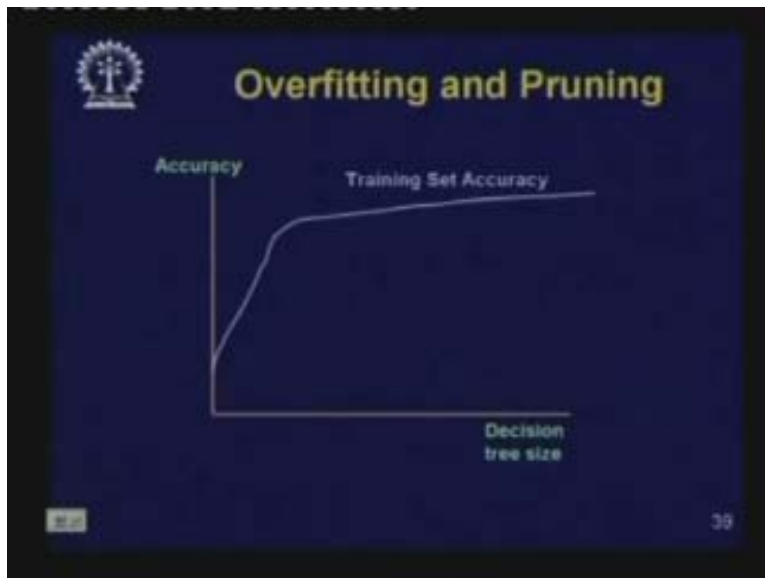 Overfitting and Pruning
Accuracy
Training Set Accuracy
Decision
tree size
39